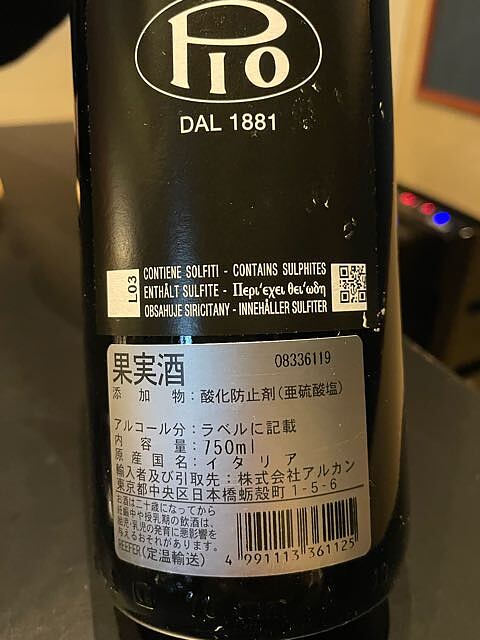 PIO
DAL 1881
L03
CONTIENE SOLFITI - CONTAINS SULPHITES
ENTHÄLT SULFITE - Περι'εχει θει'ωδη
OBSAHUJE SIRICITANY - INNEHÅLLER SULFITER
果実酒
08336119
添加物:酸化防止剤(亜硫酸塩)
アルコール分:ラベルに記載
内容量:750ml
原産国名:イタリア
輸入者及び引取先:株式会社アルカン
東京都中央区日本橋蛎殻町1-5-6
お酒は二十歳になってから
妊娠中や授乳期の飲酒は、
胎児・乳児の発育に悪影響を
与えるおそれがあります。
REEFER(定温輸送)
4 991113 361125